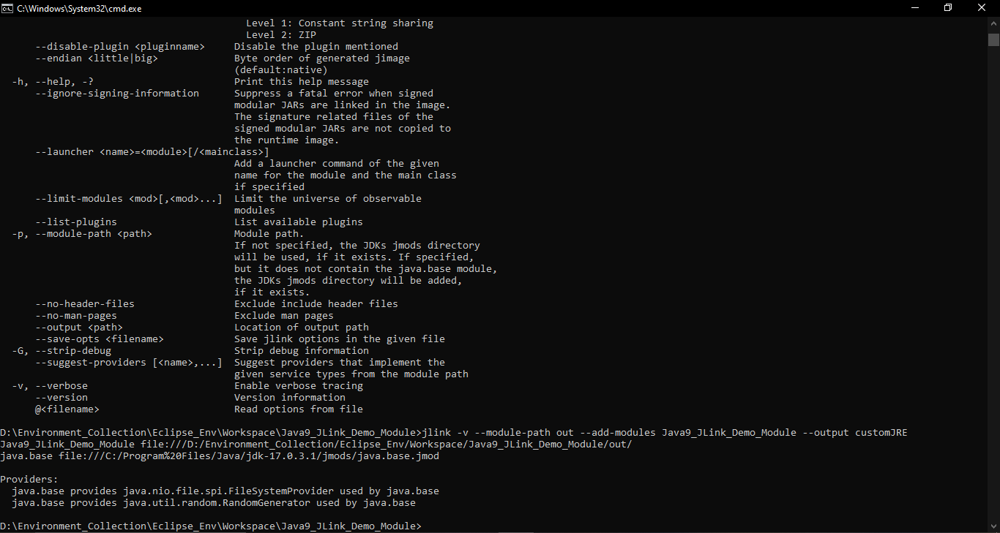 C:\Windows\System32\cmd.exe
Level 1: Constant string sharing
Level 2: ZIP
--disable-plugin <pluginname> Disable the plugin mentioned
--endian <little|big> Byte order of generated jimage
(default:native)
-h, --help, -? Print this help message
--ignore-signing-information Suppress a fatal error when signed
modular JARs are linked in the image.
The signature related files of the
signed modular JARs are not copied to
the runtime image.
--launcher <name>=<module>[/<mainclass>]
Add a launcher command of the given
name for the module and the main class
if specified
--limit-modules <mod>[,<mod>...] Limit the universe of observable
modules
--list-plugins List available plugins
-p, --module-path <path> Module path.
If not specified, the JDKs jmods directory
will be used, if it exists. If specified,
but it does not contain the java.base module,
the JDKs jmods directory will be added,
if it exists.
--no-header-files Exclude include header files
--no-man-pages Exclude man pages
--output <path> Location of output path
--save-opts <filename> Save jlink options in the given file
-G, --strip-debug Strip debug information
--suggest-providers [<name>,...] Suggest providers that implement the
given service types from the module path
-v, --verbose Enable verbose tracing
--version Version information
@<filename> Read options from file
D:\Environment_Collection\Eclipse_Env\Workspace\Java9_JLink_Demo_Module>jlink -v --module-path out --add-modules Java9_JLink_Demo_Module --output customJRE
Java9_JLink_Demo_Module file:///D:/Environment_Collection/Eclipse_Env/Workspace/Java9_JLink_Demo_Module/out/
java.base file:///C:/Program%20Files/Java/jdk-17.0.3.1/jmods/java.base.jmod
Providers:
java.base provides java.nio.file.spi.FileSystemProvider used by java.base
java.base provides java.util.random.RandomGenerator used by java.base
D:\Environment_Collection\Eclipse_Env\Workspace\Java9_JLink_Demo_Module>